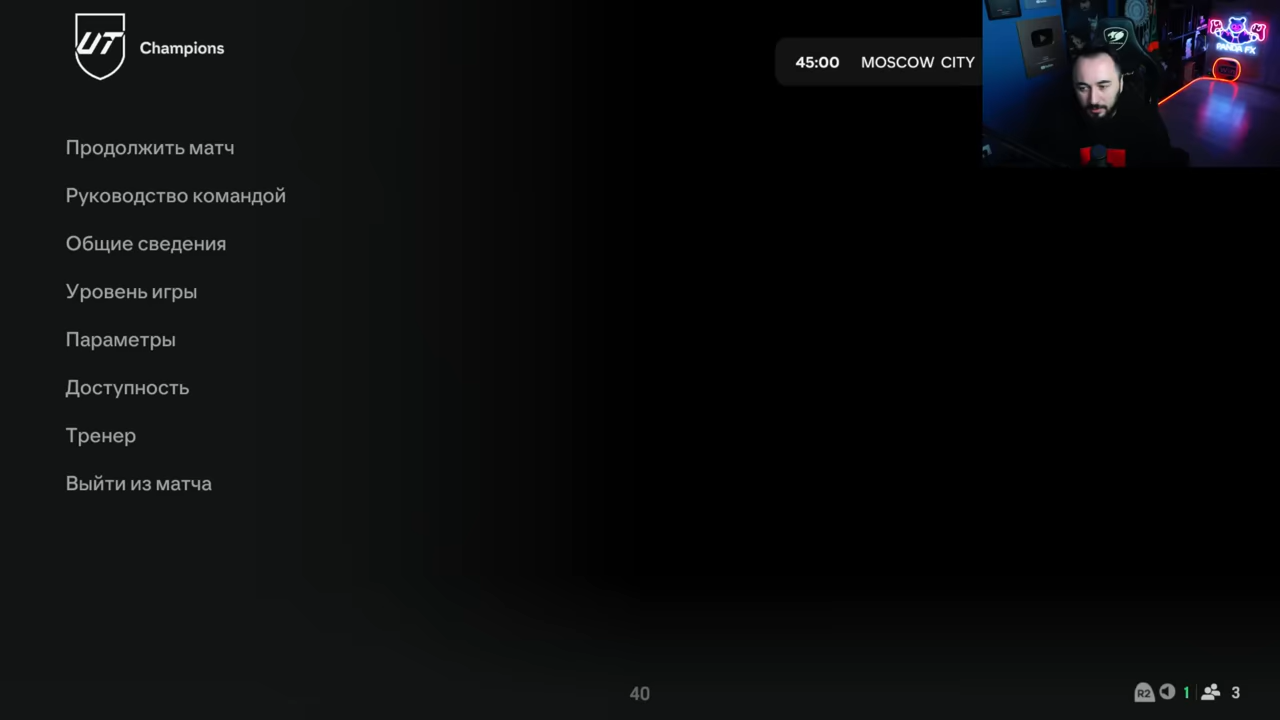 UT
Champions
45:00 MOSCOW CITY
PANDA FX
Продолжить матч
Руководство командой
Общие сведения
Уровень игры
Параметры
Доступность
Тренер
Выйти из матча
40
R2 1 3